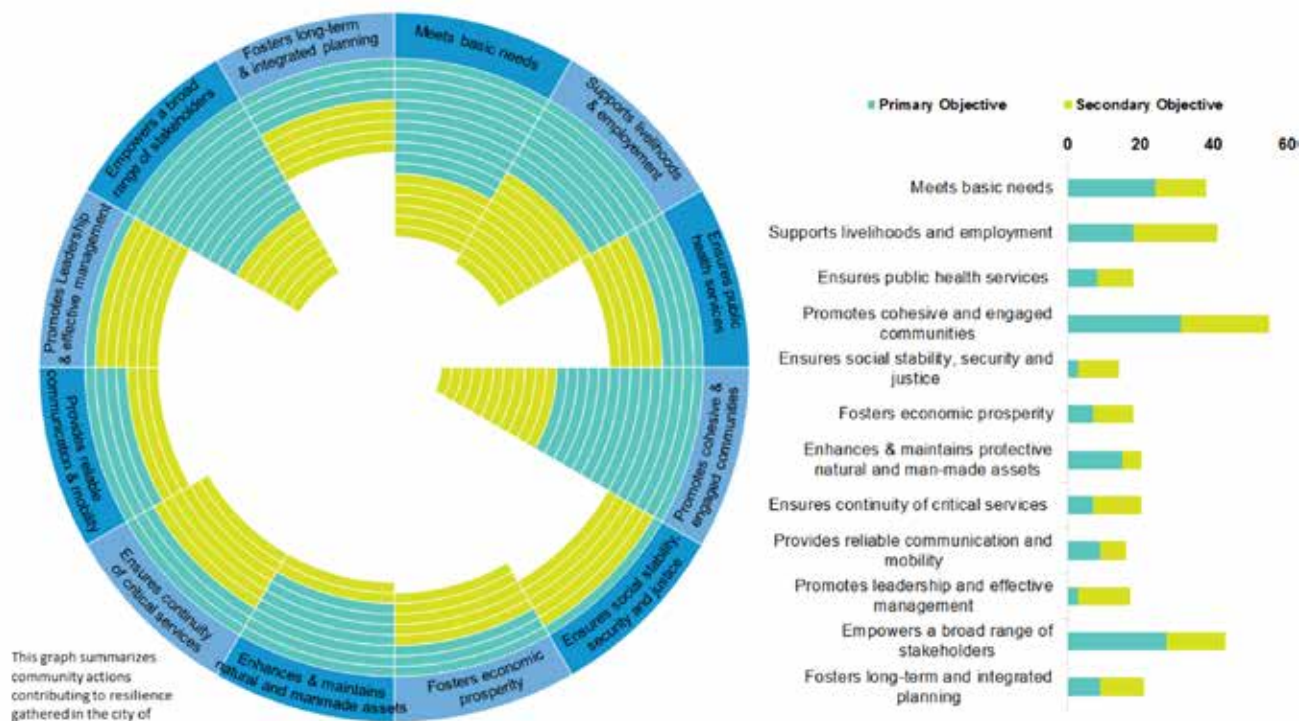 Fosters long-term
& integrated planning
Meets basic needs
Supports livelihoods
& employement
Ensures public
health services
Promotes cohesive &
engaged communities
Ensures social stability,
security and justice
Fosters economic
prosperity
Enhances & maintains
natural and manmade assets
Ensures continuity
of critical services
Provides reliable
communication & mobility
Promotes Leadership
& effective management
Empowers a broad
range of stakeholders
This graph summarizes
community actions
contributing to resilience
gathered in the city of
Primary Objective
Secondary Objective
0 20 40 60
Meets basic needs
Supports livelihoods and employment
Ensures public health services
Promotes cohesive and engaged
communities
Ensures social stability, security and
justice
Fosters economic prosperity
Enhances & maintains protective
natural and man-made assets
Ensures continuity of critical services
Provides reliable communication and
mobility
Promotes leadership and effective
management
Empowers a broad range of
stakeholders
Fosters long-term and integrated
planning